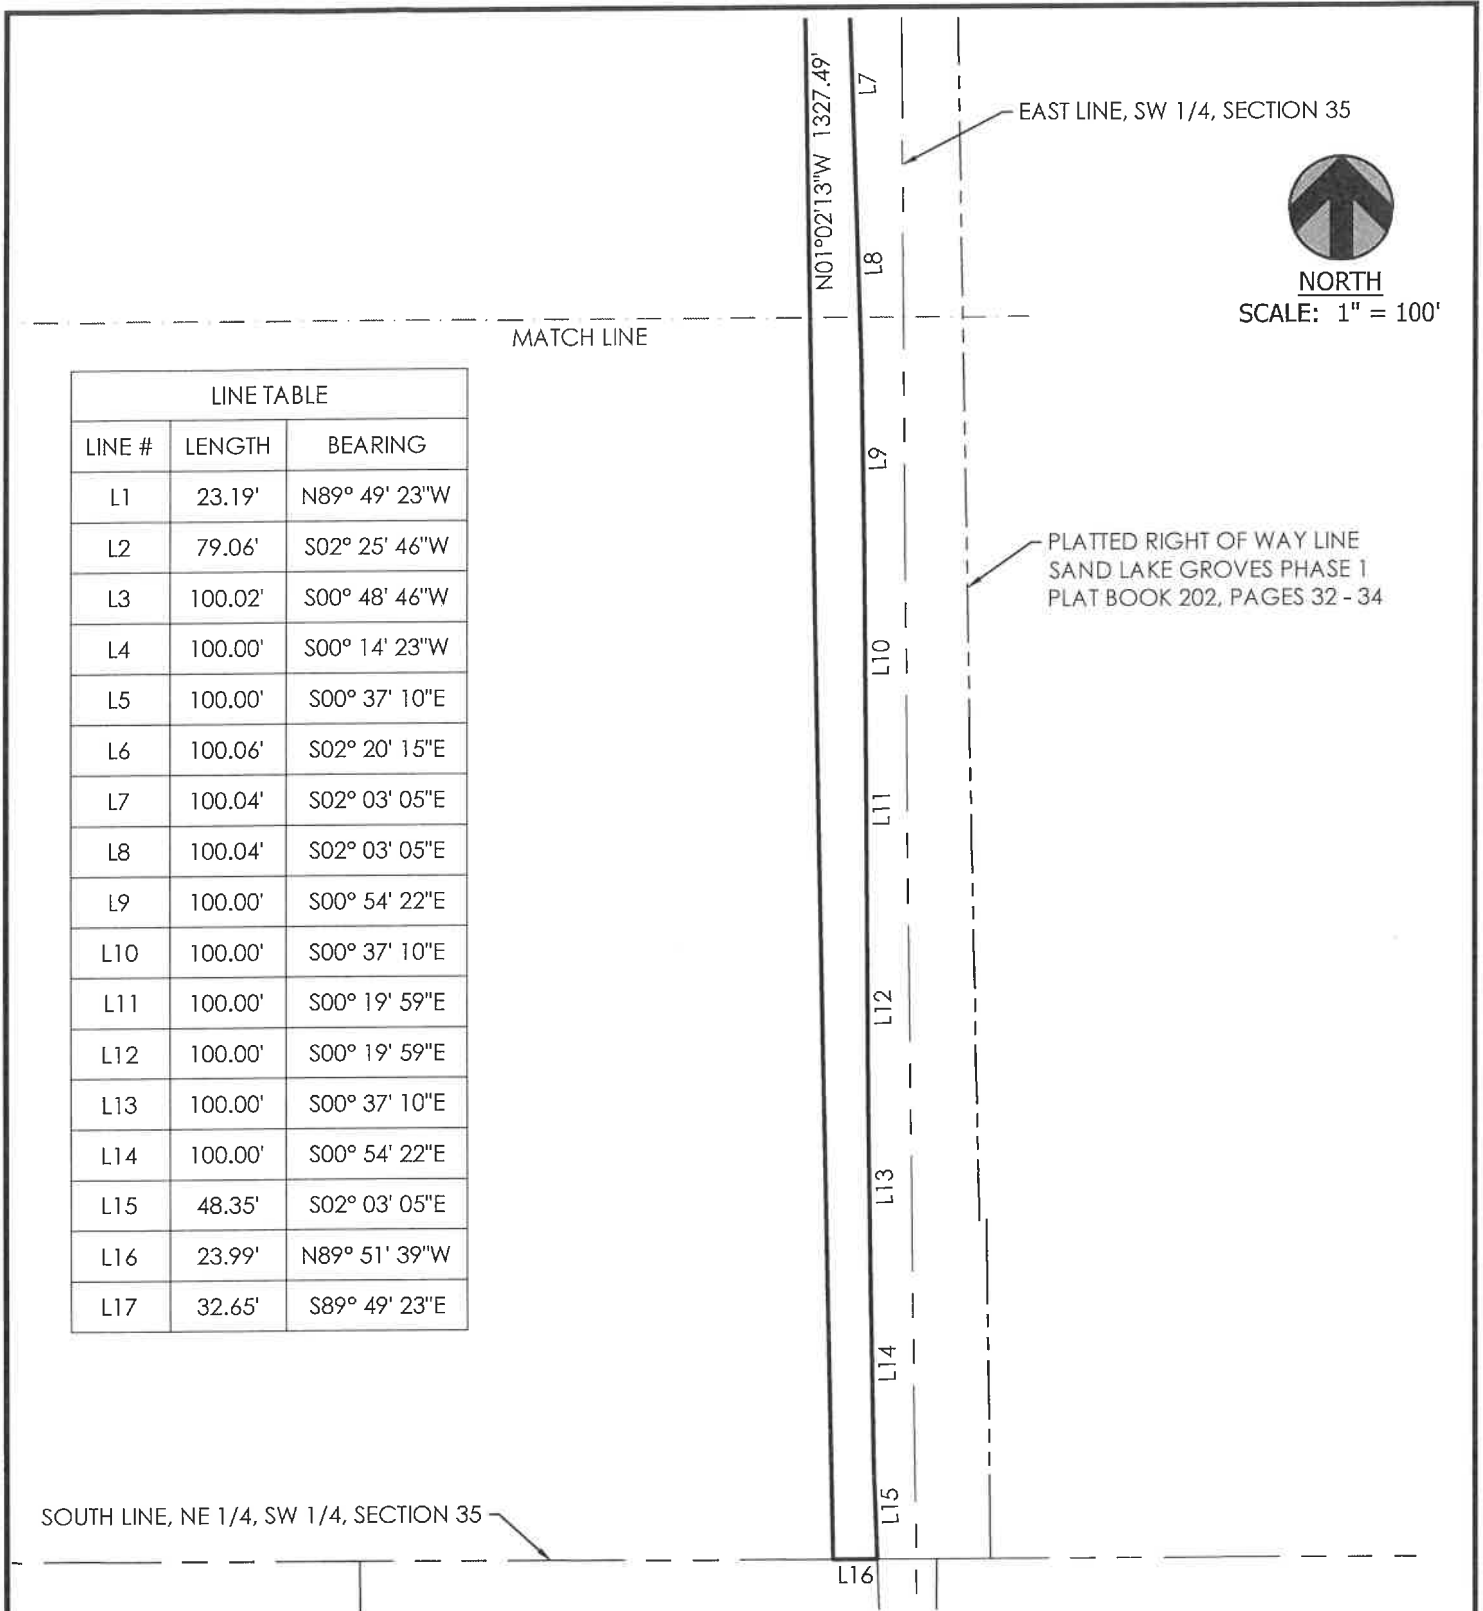 N01°02'13"W 1327.49'
L7
EAST LINE, SW 1/4, SECTION 35
NORTH
SCALE: 1" = 100'
L8
MATCH LINE
LINE TABLE
LINE # LENGTH BEARING
L1 23.19' N89° 49' 23"W
L2 79.06' S02° 25' 46"W
L3 100.02' S00° 48' 46"W
L4 100.00' S00° 14' 23"W
L5 100.00' S00° 37' 10"E
L6 100.06' S02° 20' 15"E
L7 100.04' S02° 03' 05"E
L8 100.04' S02° 03' 05"E
L9 100.00' S00° 54' 22"E
L10 100.00' S00° 37' 10"E
L11 100.00' S00° 19' 59"E
L12 100.00' S00° 19' 59"E
L13 100.00' S00° 37' 10"E
L14 100.00' S00° 54' 22"E
L15 48.35' S02° 03' 05"E
L16 23.99' N89° 51' 39"W
L17 32.65' S89° 49' 23"E
L9
PLATTED RIGHT OF WAY LINE
SAND LAKE GROVES PHASE 1
PLAT BOOK 202, PAGES 32 - 34
L10
L11
L12
L13
L14
L15
SOUTH LINE, NE 1/4, SW 1/4, SECTION 35
L16